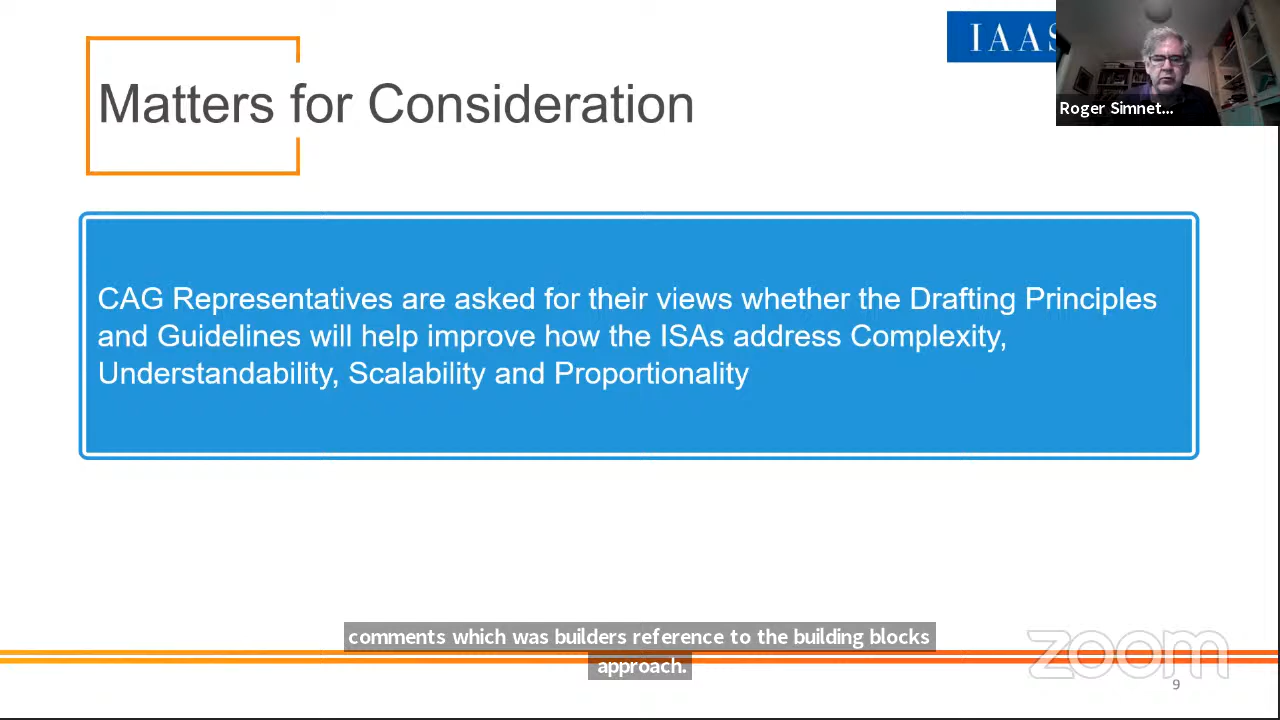 IAAS
Roger Simnet...
Matters for Consideration
CAG Representatives are asked for their views whether the Drafting Principles
and Guidelines will help improve how the ISAs address Complexity,
Understandability, Scalability and Proportionality
comments which was builders reference to the building blocks
approach.
zoom
9